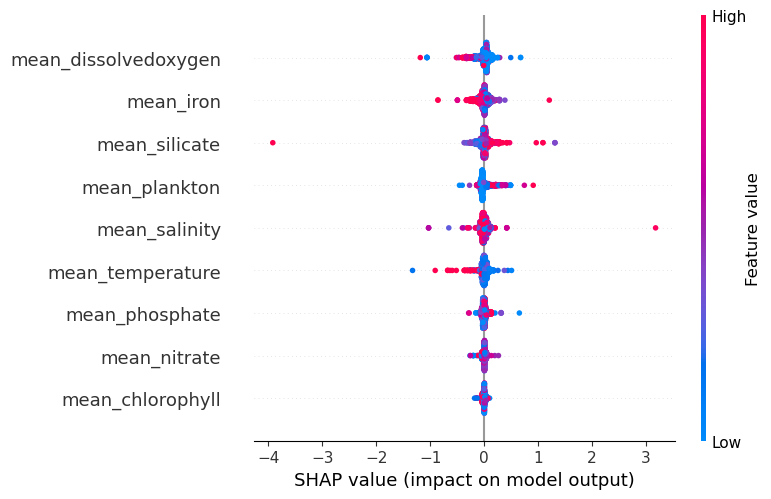 High
mean_dissolvedoxygen
mean_iron
mean_silicate
mean_plankton
mean_salinity
mean_temperature
mean_phosphate
mean_nitrate
mean_chlorophyll
Feature value
Low
−4 −3 −2 −1 0 1 2 3
SHAP value (impact on model output)